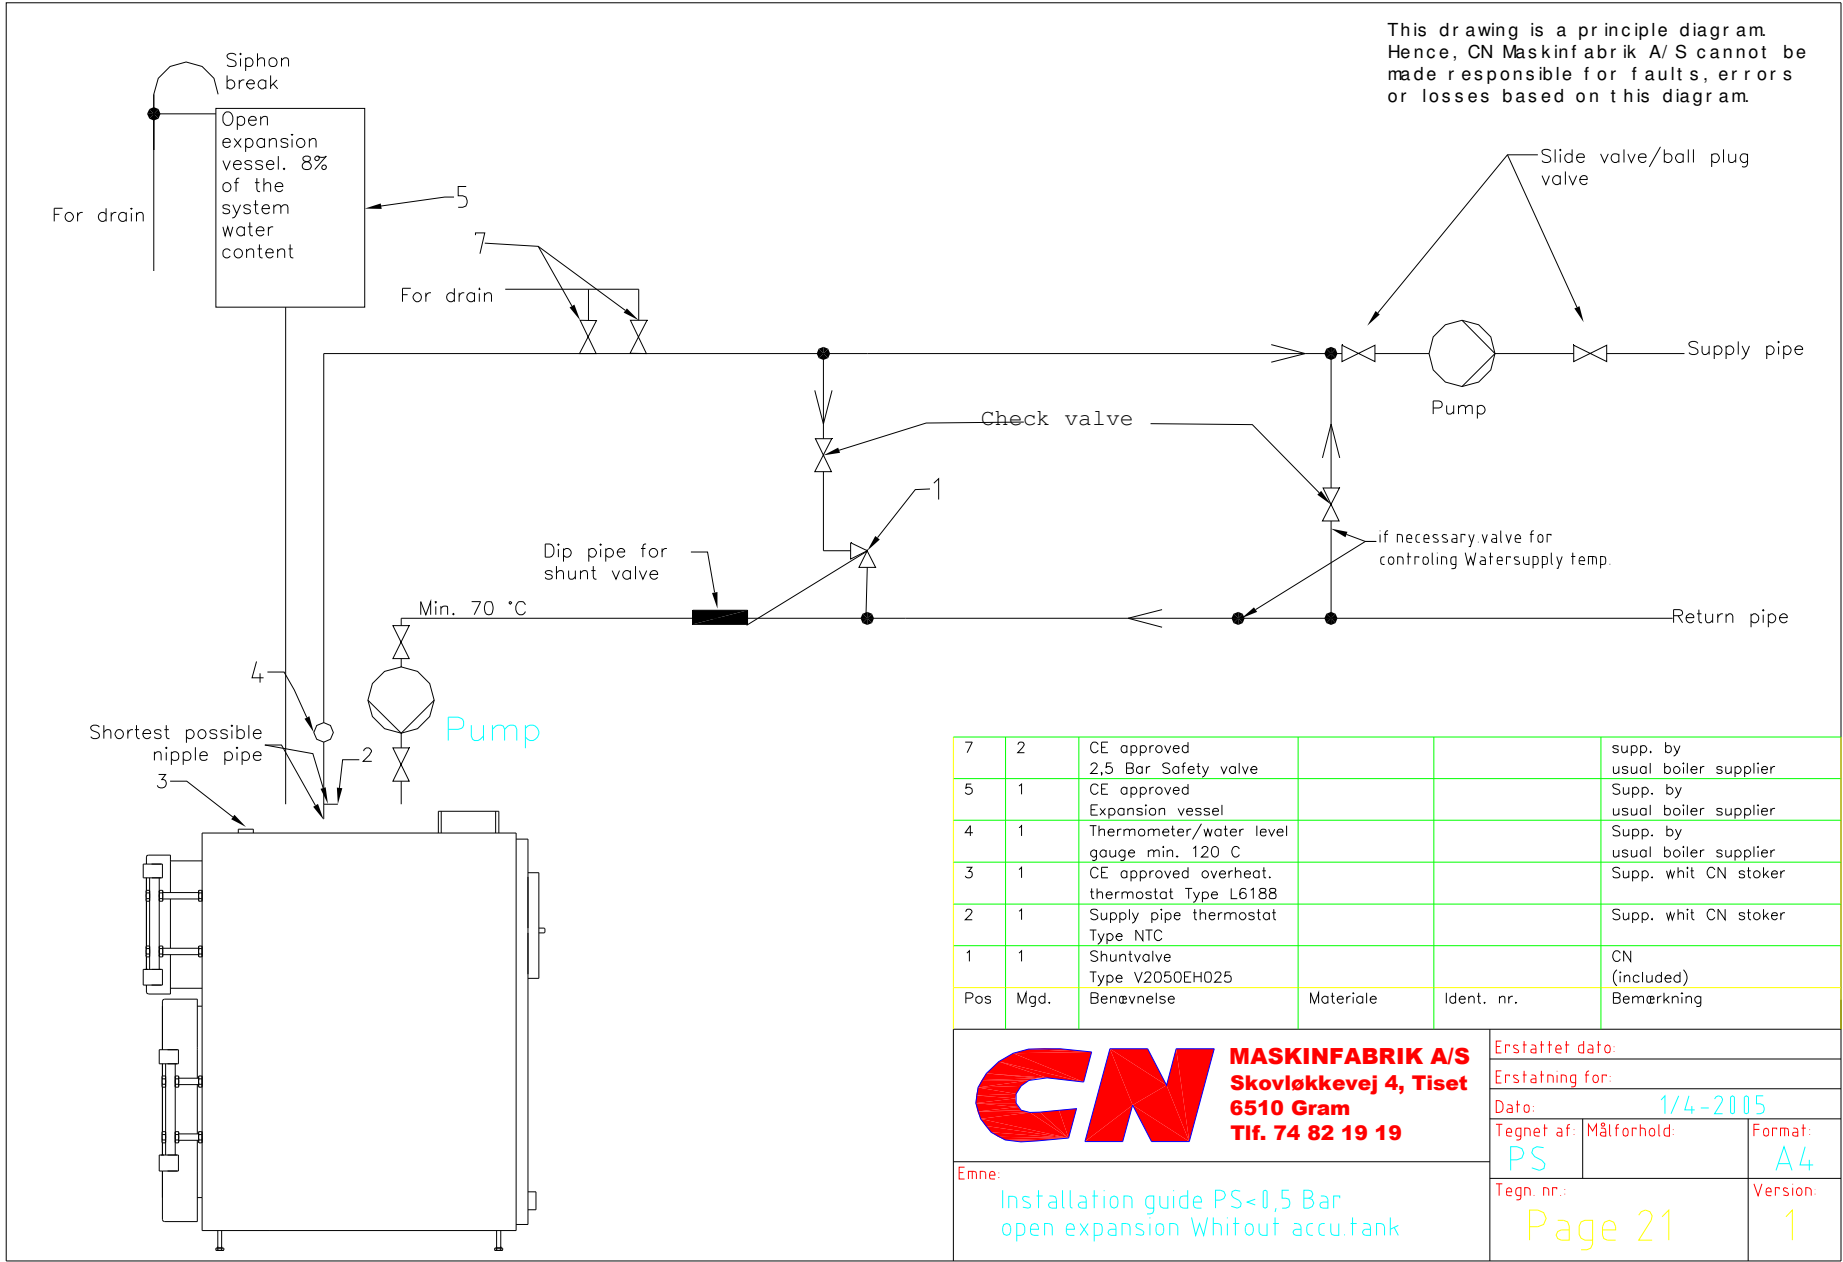 This drawing is a principle diagram.
Hence, CN Maskinfabrik A/S cannot be
made responsible for faults, errors
or losses based on this diagram.
Siphon
break
Open
expansion
vessel. 8%
of the
system
water
content
For drain
5
7
For drain
Slide valve/ball plug
valve
Supply pipe
Pump
Check valve
1
Dip pipe for
shunt valve
if necessary.valve for
controling Watersupply temp.
Min. 70 °C
Return pipe
4
Shortest possible
nipple pipe
Pump
2
3
7 2 CE approved supp. by
2,5 Bar Safety valve usual boiler supplier
5 1 CE approved Supp. by
Expansion vessel usual boiler supplier
4 1 Thermometer/water level Supp. by
gauge min. 120 C usual boiler supplier
3 1 CE approved overheat. Supp. whit CN stoker
thermostat Type L6188
2 1 Supply pipe thermostat Supp. whit CN stoker
Type NTC
1 1 Shuntvalve CN
Type V2050EH025 (included)
Pos Mgd. Benævnelse Materiale Ident. nr. Bemærkning
CN
MASKINFABRIK A/S
Skovløkkevej 4, Tiset
6510 Gram
Tlf. 74 82 19 19
Erstattet dato:
Erstatning for:
Dato: 1/4-2005
Tegnet af: Målforhold: Format:
PS A4
Emne:
Installation guide PS<0,5 Bar
open expansion Whitout accu.tank
Tegn. nr.: Version:
Page 21 1